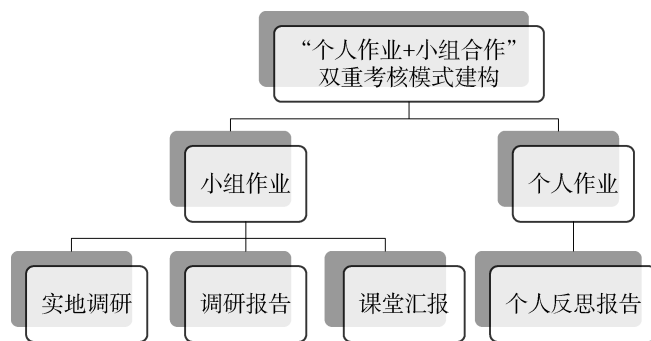 “个人作业+小组合作”
双重考核模式建构
小组作业
个人作业
实地调研
调研报告
课堂汇报
个人反思报告